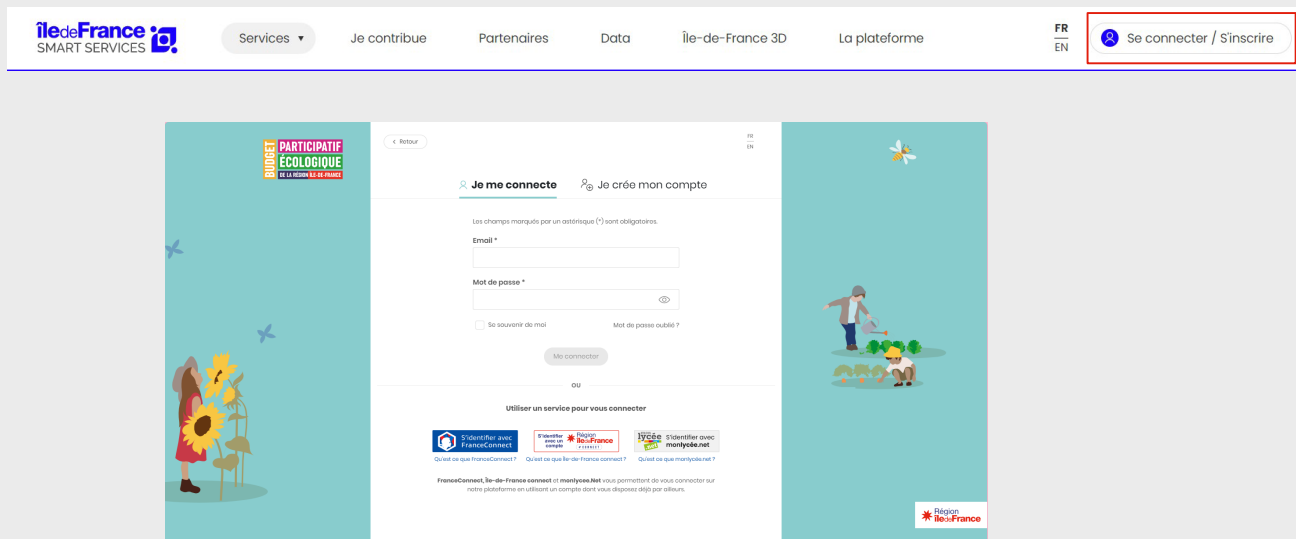 îledeFrance
SMART SERVICES
Services ▼
Je contribue
Partenaires
Data
Île-de-France 3D
La plateforme
FR
EN
Se connecter / S'inscrire
BUDGET
PARTICIPATIF
ÉCOLOGIQUE
DE LA RÉGION ÎLE-DE-FRANCE
< Retour
FR
EN
Je me connecte
Je crée mon compte
Les champs marqués par un astérisque (*) sont obligatoires.
Email *
Mot de passe *
Se souvenir de moi
Mot de passe oublié ?
Me connecter
OU
Utiliser un service pour vous connecter
S'identifier avec
FranceConnect
S'identifier
avec un
compte
Région
îledeFrance
CONNECT
lycée
S'identifier avec
monlycée.net
Qu'est ce que FranceConnect ?
Qu'est ce que Île-de-France connect ?
Qu'est ce que monlycée.net ?
FranceConnect, Île-de-France connect et monlycee.Net vous permettent de vous connecter sur
notre plateforme en utilisant un compte dont vous disposez déjà par ailleurs.
Région
îledeFrance